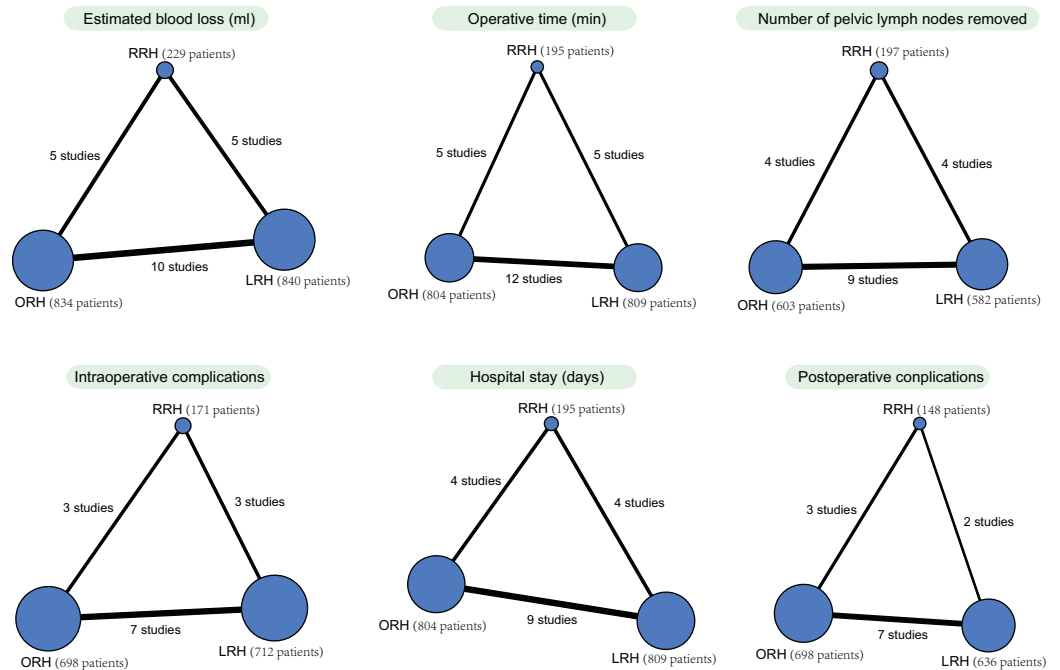 Estimated blood loss (ml)
RRH (229 patients)
5 studies
5 studies
10 studies
LRH (840 patients)
ORH (834 patients)
Operative time (min)
RRH (195 patients)
5 studies
5 studies
12 studies
ORH (804 patients)
LRH (809 patients)
Number of pelvic lymph nodes removed
RRH (197 patients)
4 studies
4 studies
9 studies
ORH (603 patients)
LRH (582 patients)
Intraoperative complications
RRH (171 patients)
3 studies
3 studies
7 studies
LRH (712 patients)
ORH (698 patients)
Hospital stay (days)
RRH (195 patients)
4 studies
4 studies
9 studies
ORH (804 patients)
LRH (809 patients)
Postoperative conplications
RRH (148 patients)
3 studies
2 studies
7 studies
ORH (698 patients)
LRH (636 patients)